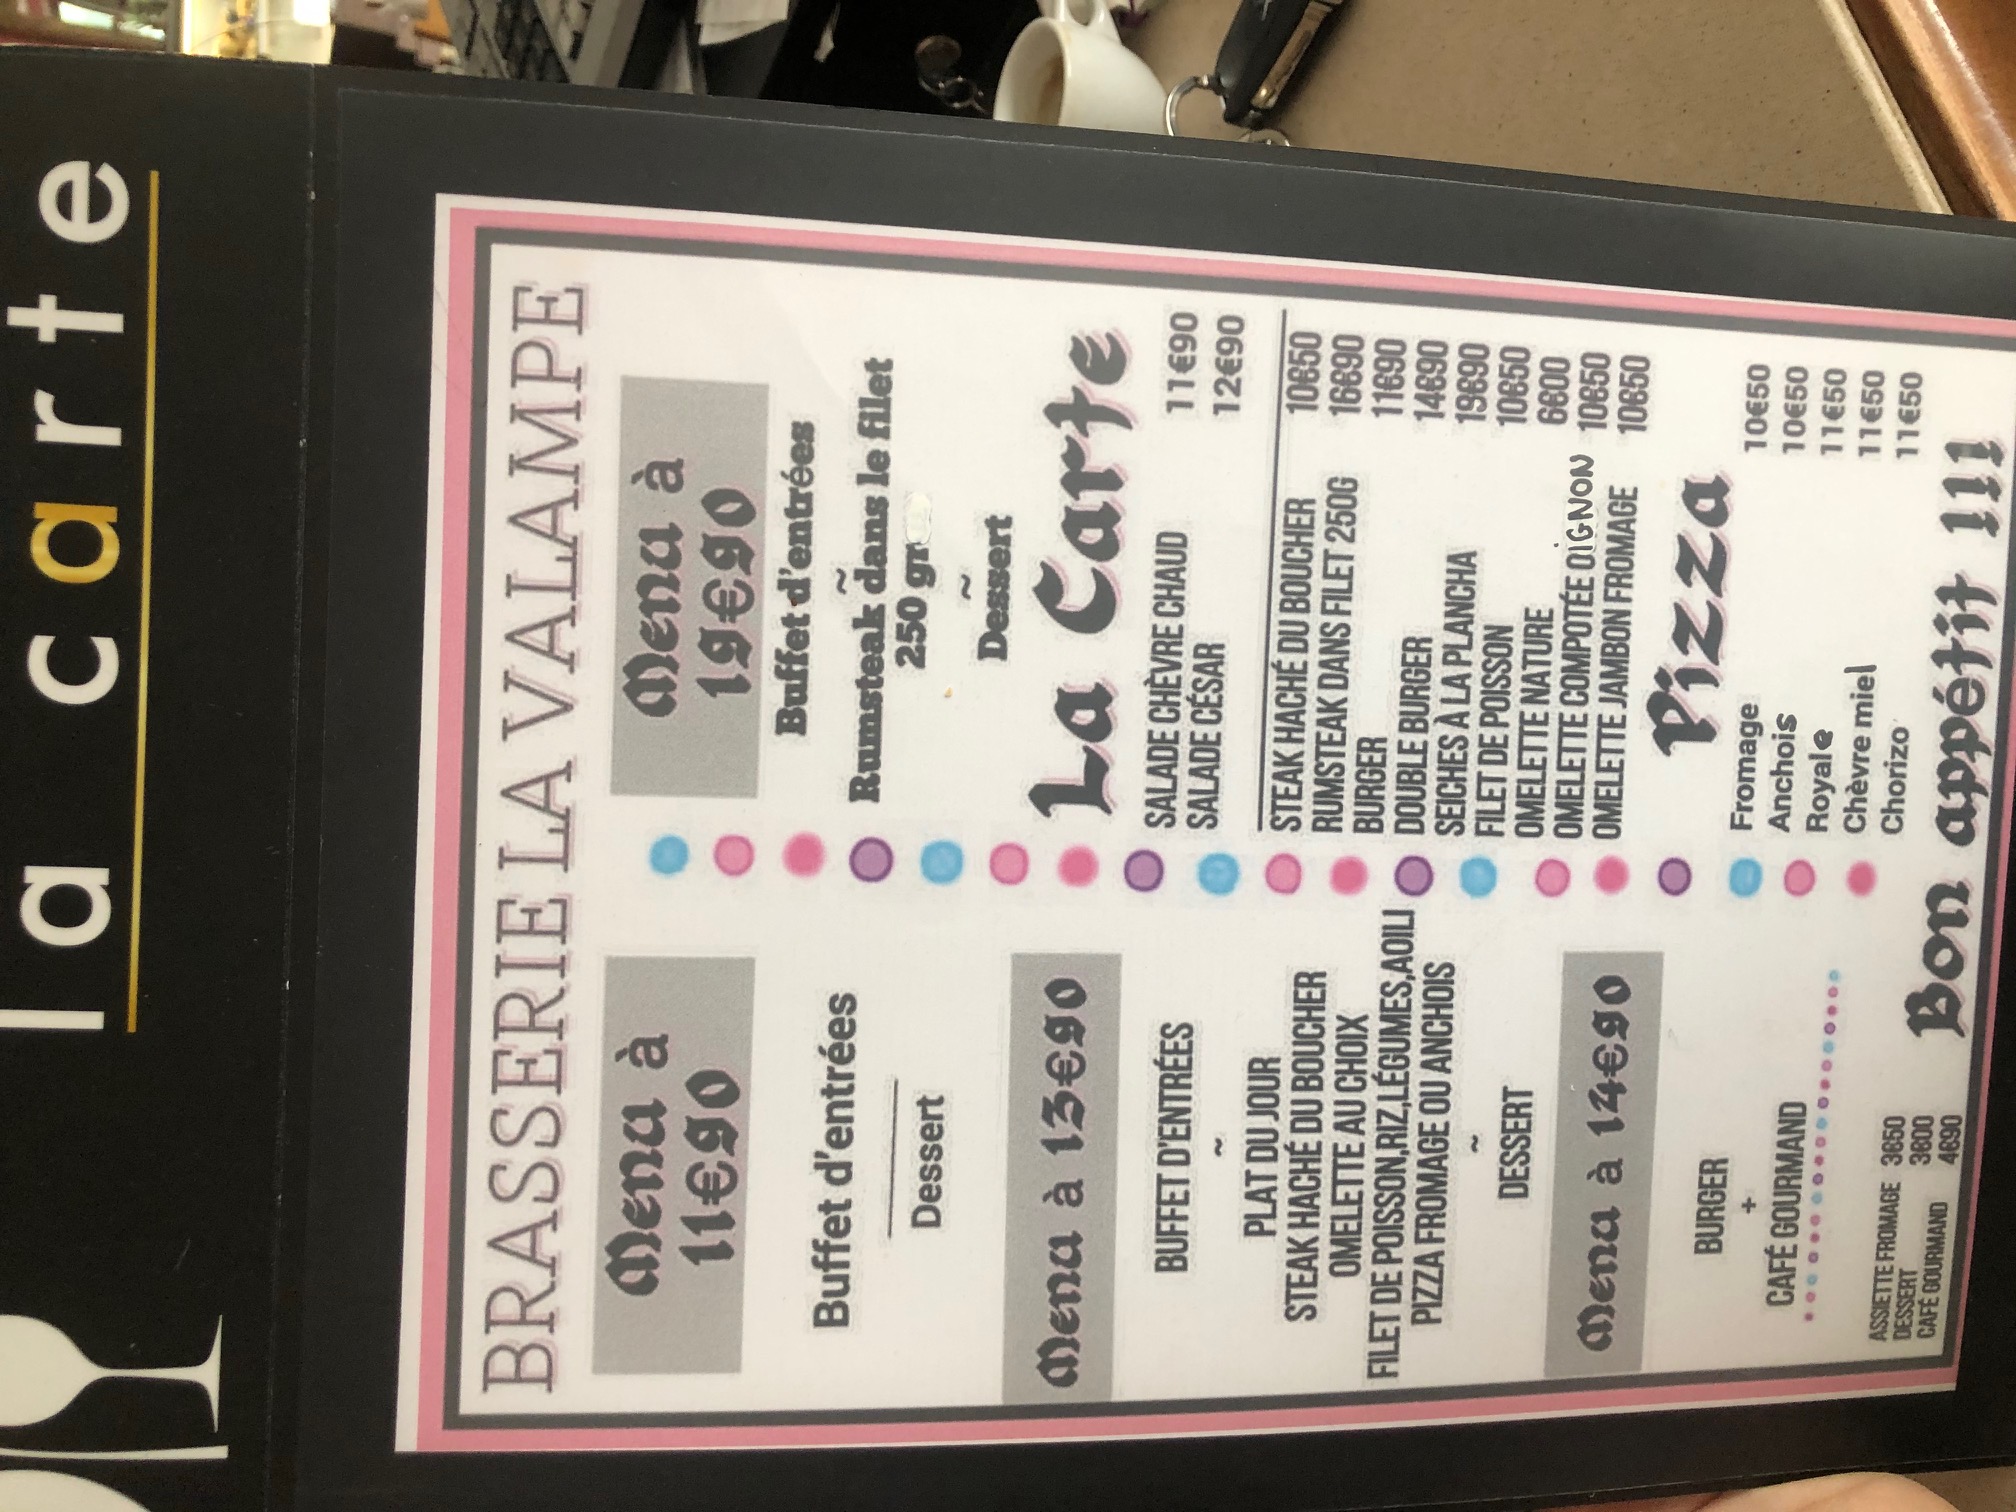 la carte
BRASSERIE LA VALAMPE
Menu à
11€90
Buffet d'entrées
Dessert
Menu à 13€90
BUFFET D'ENTRÉES
~
PLAT DU JOUR
STEAK HACHÉ DU BOUCHER
OMELETTE AU CHOIX
FILET DE POISSON,RIZ,LÉGUMES,AOILI
PIZZA FROMAGE OU ANCHOIS
~
DESSERT
Menu à 14€90
BURGER
+
CAFÉ GOURMAND
ASSIETTE FROMAGE 3€50
DESSERT 3€00
CAFÉ GOURMAND 4€90
Menu à
19€90
Buffet d'entrées
~
Rumsteak dans le filet
250 gr
~
Dessert
La Carte
SALADE CHÈVRE CHAUD 11€90
SALADE CÉSAR 12€90
STEAK HACHÉ DU BOUCHER 10€50
RUMSTEAK DANS FILET 250G 16€90
BURGER 11€90
DOUBLE BURGER 14€90
SEICHES À LA PLANCHA 19€90
FILET DE POISSON 10€50
OMELETTE NATURE 6€00
OMELETTE COMPOTÉE OIGNON 10€50
OMELETTE JAMBON FROMAGE 10€50
Pizza
Fromage 10€50
Anchois 10€50
Royale 11€50
Chèvre miel 11€50
Chorizo 11€50
Bon appétit !!!